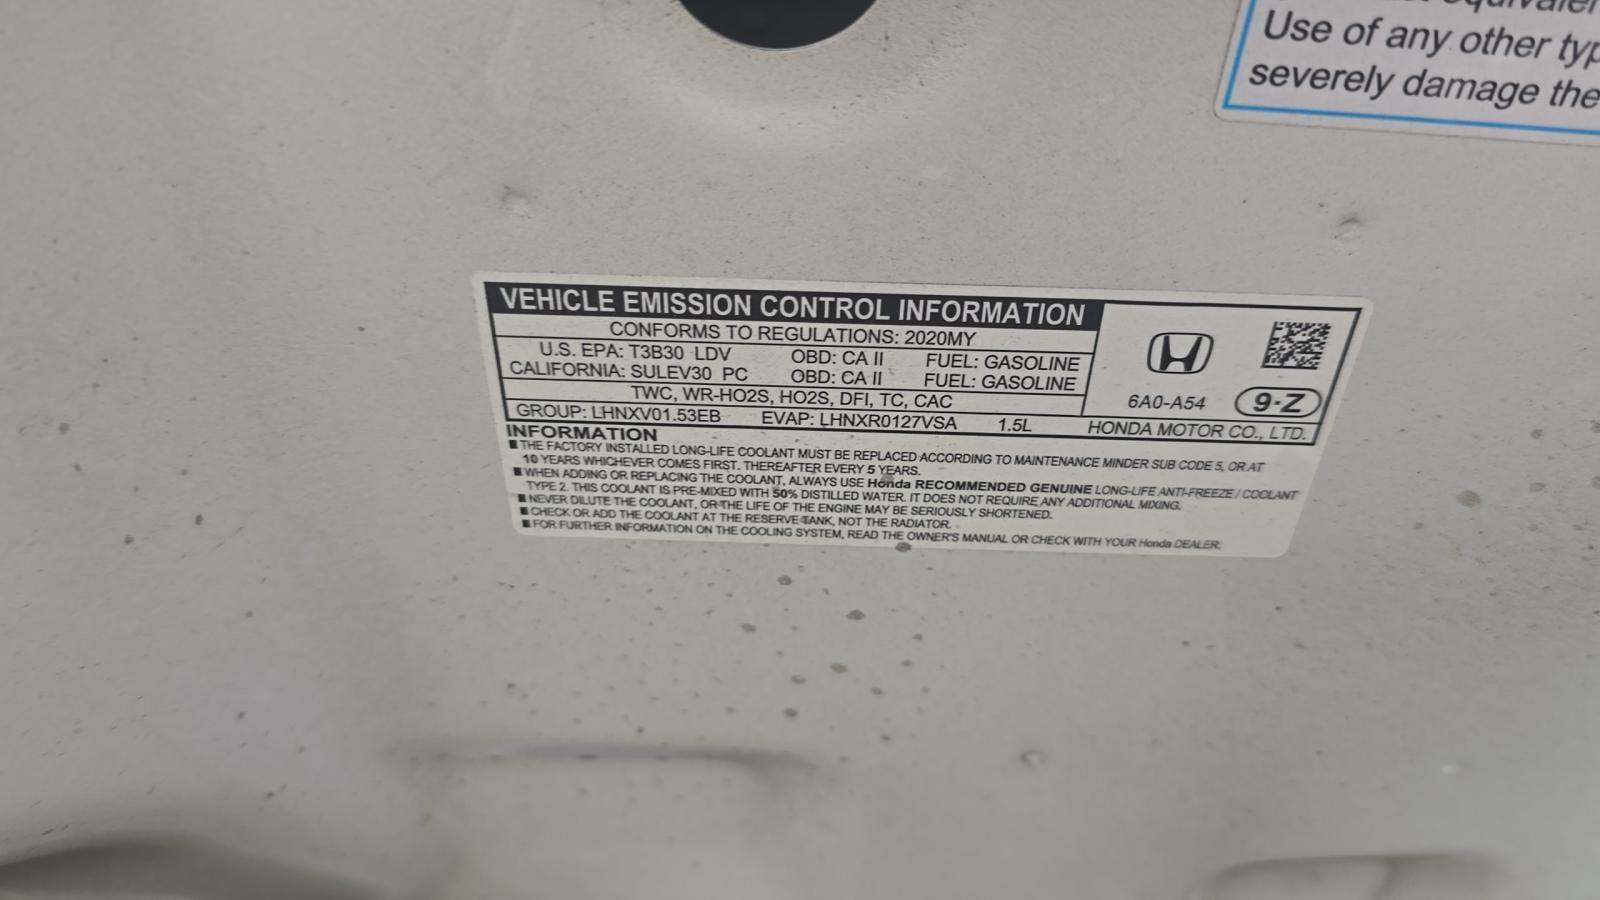 Use of any other
severely damage the
VEHICLE EMISSION CONTROL INFORMATION
CONFORMS TO REGULATIONS: 2020MY
U.S. EPA: T3B30 LDV OBD: CA II FUEL: GASOLINE
CALIFORNIA: SULEV30 PC OBD: CA II FUEL: GASOLINE
TWC, WR-HO2S, HO2S, DFI, TC, CAC
GROUP: LHNXV01.53EB EVAP: LHNXR0127VSA 1.5L
6A0-A54 9-Z
HONDA MOTOR CO., LTD.
INFORMATION
■ THE FACTORY INSTALLED LONG-LIFE COOLANT MUST BE REPLACED ACCORDING TO MAINTENANCE MINDER SUB CODE 5, OR AT
10 YEARS WHICHEVER COMES FIRST. THEREAFTER EVERY 5 YEARS.
■ WHEN ADDING OR REPLACING THE COOLANT, ALWAYS USE Honda RECOMMENDED GENUINE LONG-LIFE ANTI-FREEZE / COOLANT
TYPE 2. THIS COOLANT IS PRE-MIXED WITH 50% DISTILLED WATER. IT DOES NOT REQUIRE ANY ADDITIONAL MIXING.
■ NEVER DILUTE THE COOLANT, OR THE LIFE OF THE ENGINE MAY BE SERIOUSLY SHORTENED.
■ CHECK OR ADD THE COOLANT AT THE RESERVE TANK, NOT THE RADIATOR.
■ FOR FURTHER INFORMATION ON THE COOLING SYSTEM, READ THE OWNER'S MANUAL OR CHECK WITH YOUR Honda DEALER.